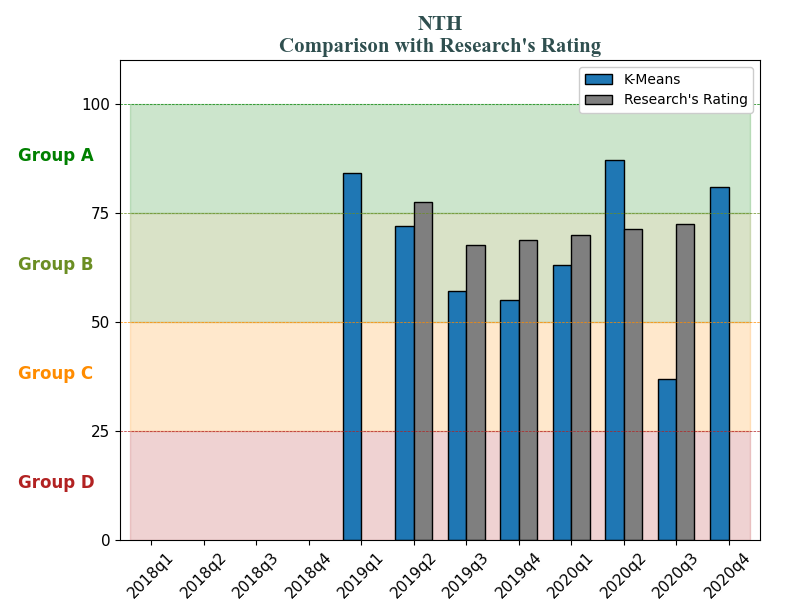 NTH
Comparison with Research's Rating
K-Means
Research's Rating
100
Group A
75
Group B
50
Group C
25
Group D
0
2018q1
2018q2
2018q3
2018q4
2019q1
2019q2
2019q3
2019q4
2020q1
2020q2
2020q3
2020q4